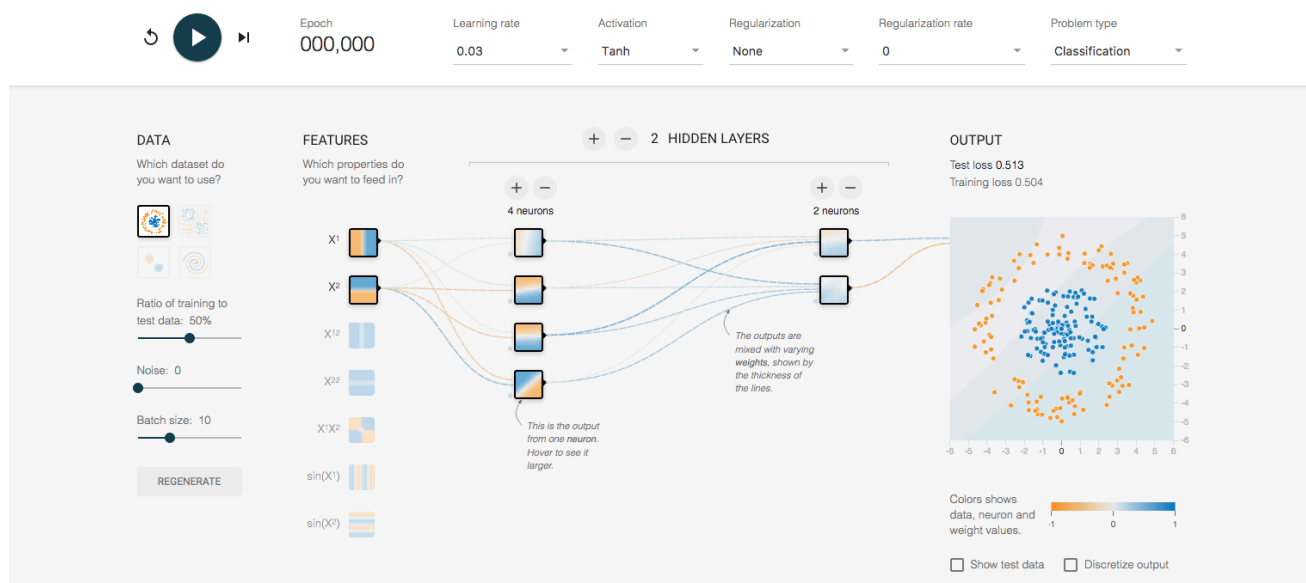 Epoch
000,000
Learning rate
0.03
Activation
Tanh
Regularization
None
Regularization rate
0
Problem type
Classification
DATA
Which dataset do
you want to use?
Ratio of training to
test data: 50%
Noise: 0
Batch size: 10
REGENERATE
FEATURES
Which properties do
you want to feed in?
X1
X2
X12
X22
X1X2
sin(X1)
sin(X2)
+ − 2 HIDDEN LAYERS
+ −
4 neurons
+ −
2 neurons
This is the output
from one neuron.
Hover to see it
larger.
The outputs are
mixed with varying
weights, shown by
the thickness of
the lines.
OUTPUT
Test loss 0.513
Training loss 0.504
6
5
4
3
2
1
0
-1
-2
-3
-4
-5
-6
-6 -5 -4 -3 -2 -1 0 1 2 3 4 5 6
Colors shows
data, neuron and
weight values.
-1 0 1
Show test data
Discretize output